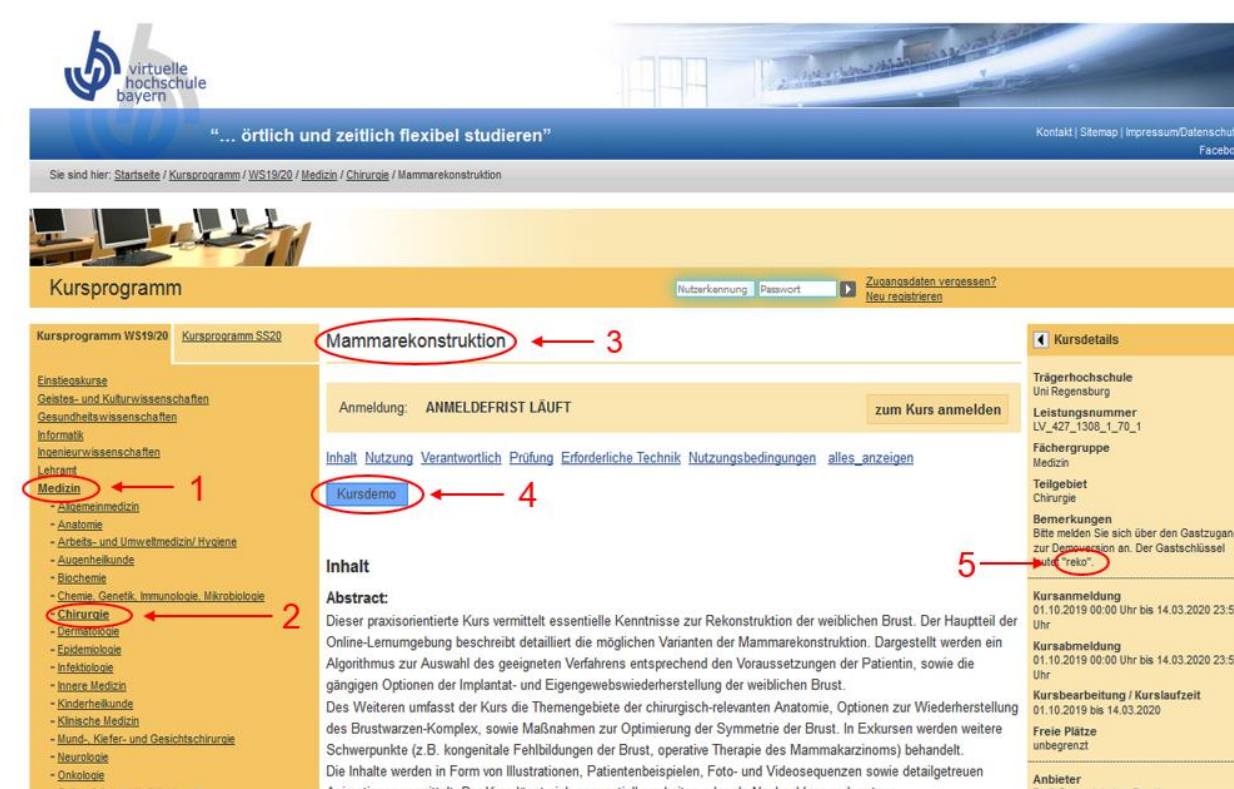 virtuelle
hochschule
bayern
“... örtlich und zeitlich flexibel studieren”
Kontakt | Sitemap | Impressum/Datenschut
Facebo
Sie sind hier: Startseite / Kursprogramm / WS19/20 / Medizin / Chirurgie / Mammarekonstruktion
Kursprogramm
Nutzerkennung Passwort
Zugangsdaten vergessen?
Neu registrieren
Kursprogramm WS19/20 Kursprogramm SS20
Einstiegskurse
Geistes- und Kulturwissenschaften
Gesundheitswissenschaften
Informatik
Ingenieurwissenschaften
Lehramt
Medizin 1
- Allgemeinmedizin
- Anatomie
- Arbeits- und Umweltmedizin/ Hygiene
- Augenheilkunde
- Biochemie
- Chemie, Genetik, Immunologie, Mikrobiologie
- Chirurgie 2
- Dermatologie
- Epidemiologie
- Infektiologie
- Innere Medizin
- Kinderheilkunde
- Klinische Medizin
- Mund-, Kiefer- und Gesichtschirurgie
- Neurologie
- Onkologie
Mammarekonstruktion 3
Anmeldung: ANMELDEFRIST LÄUFT zum Kurs anmelden
Inhalt Nutzung Verantwortlich Prüfung Erforderliche Technik Nutzungsbedingungen alles_anzeigen
Kursdemo 4
Inhalt
Abstract:
Dieser praxisorientierte Kurs vermittelt essentielle Kenntnisse zur Rekonstruktion der weiblichen Brust. Der Hauptteil der
Online-Lernumgebung beschreibt detailliert die möglichen Varianten der Mammarekonstruktion. Dargestellt werden ein
Algorithmus zur Auswahl des geeigneten Verfahrens entsprechend den Voraussetzungen der Patientin, sowie die
gängigen Optionen der Implantat- und Eigengewebswiederherstellung der weiblichen Brust.
Des Weiteren umfasst der Kurs die Themengebiete der chirurgisch-relevanten Anatomie, Optionen zur Wiederherstellung
des Brustwarzen-Komplex, sowie Maßnahmen zur Optimierung der Symmetrie der Brust. In Exkursen werden weitere
Schwerpunkte (z.B. kongenitale Fehlbildungen der Brust, operative Therapie des Mammakarzinoms) behandelt.
Die Inhalte werden in Form von Illustrationen, Patientenbeispielen, Foto- und Videosequenzen sowie detailgetreuen
Kursdetails
Trägerhochschule
Uni Regensburg
Leistungsnummer
LV_427_1308_1_70_1
Fächergruppe
Medizin
Teilgebiet
Chirurgie
Bemerkungen
Bitte melden Sie sich über den Gastzugan
zur Demoversion an. Der Gastschlüssel
5 "reko".
Kursanmeldung
01.10.2019 00:00 Uhr bis 14.03.2020 23:5
Uhr
Kursabmeldung
01.10.2019 00:00 Uhr bis 14.03.2020 23:5
Uhr
Kursbearbeitung / Kurslaufzeit
01.10.2019 bis 14.03.2020
Freie Plätze
unbegrenzt
Anbieter